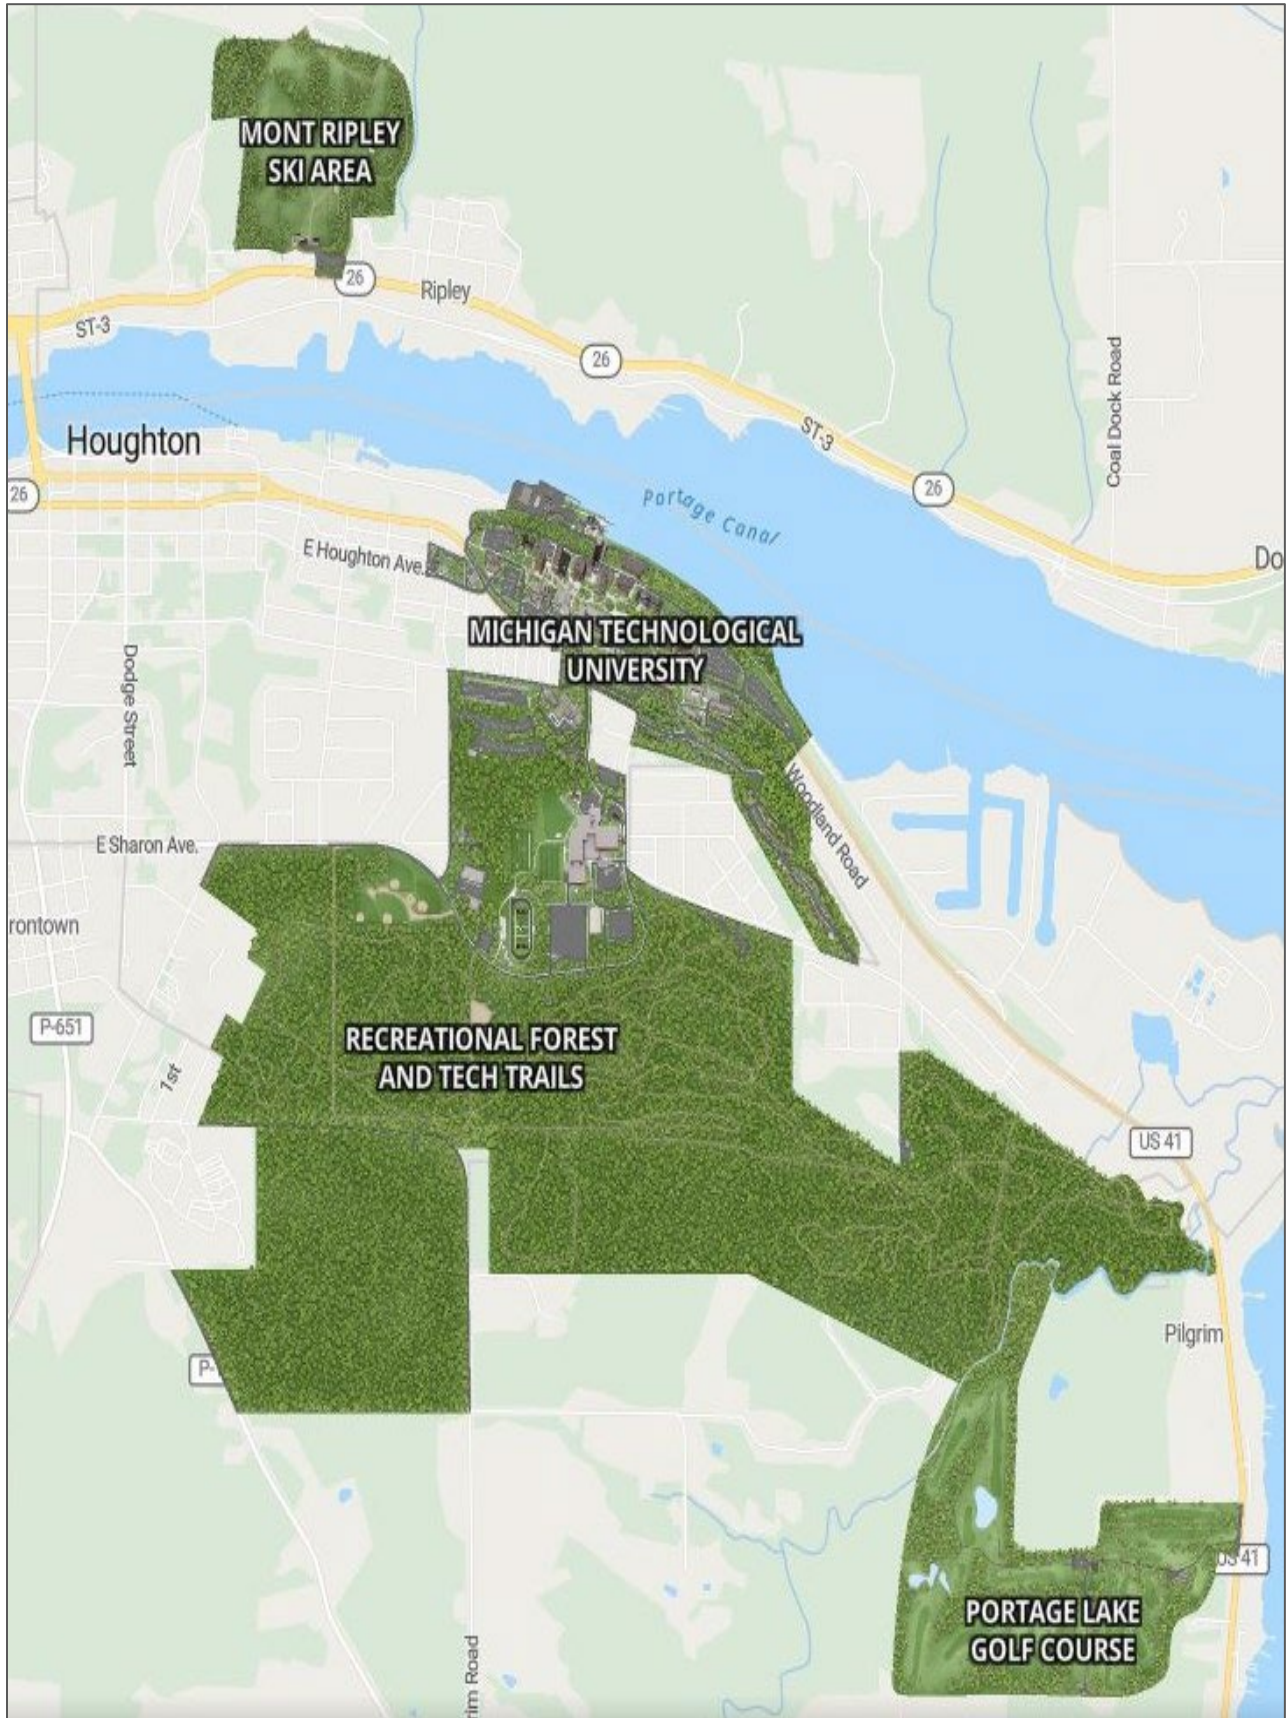 MONT RIPLEY
SKI AREA
26
Ripley
ST-3
26
Coal Dock Road
Houghton
ST-3
26
26
Portage Canal
E Houghton Ave.
Do
MICHIGAN TECHNOLOGICAL
UNIVERSITY
Dodge Street
Woodland Road
E Sharon Ave.
rontown
P-651
RECREATIONAL FOREST
AND TECH TRAILS
1st
US 41
Pilgrim
P-
US 41
PORTAGE LAKE
GOLF COURSE
rim Road